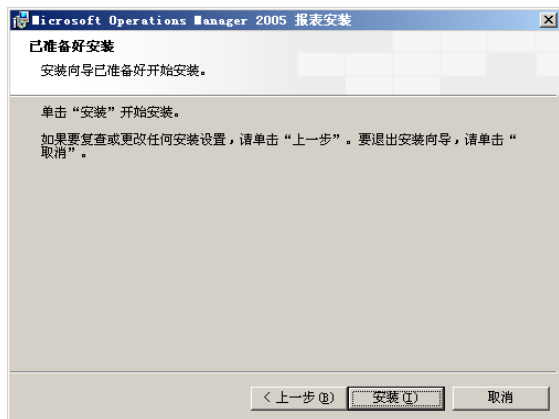 Microsoft Operations Manager 2005 报表安装
已准备好安装
安装向导已准备好开始安装。
单击“安装”开始安装。
如果要复查或更改任何安装设置，请单击“上一步”。要退出安装向导，请单击“
取消”。
< 上一步(B)
安装(I)
取消